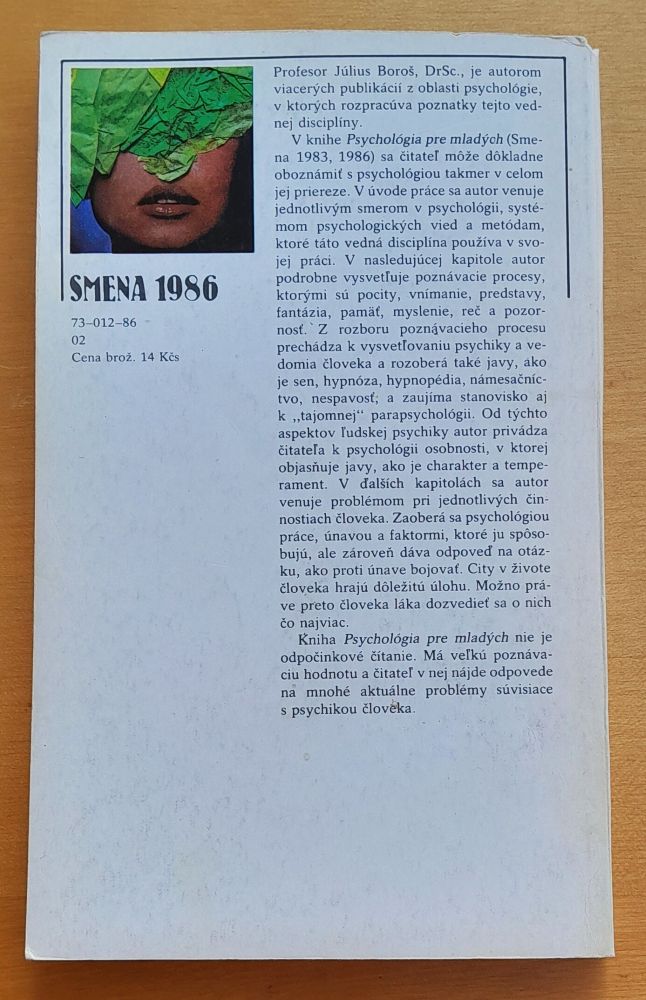 SMENA 1986
73–012–86
02
Cena brož. 14 Kčs
Profesor Július Boroš, DrSc., je autorom
viacerých publikácií z oblasti psychológie,
v ktorých rozpracúva poznatky tejto ved-
nej disciplíny.
V knihe Psychológia pre mladých (Sme-
na 1983, 1986) sa čitateľ môže dôkladne
oboznámiť s psychológiou takmer v celom
jej priereze. V úvode práce sa autor venuje
jednotlivým smerom v psychológii, systé-
mom psychologických vied a metódam,
ktoré táto vedná disciplína používa v svo-
jej práci. V nasledujúcej kapitole autor
podrobne vysvetľuje poznávacie procesy,
ktorými sú pocity, vnímanie, predstavy,
fantázia, pamäť, myslenie, reč a pozor-
nosť. Z rozboru poznávacieho procesu
prechádza k vysvetľovaniu psychiky a ve-
domia človeka a rozoberá také javy, ako
je sen, hypnóza, hypnopédia, námesačníc-
tvo, nespavosť, a zaujíma stanovisko aj
k „tajomnej“ parapsychológii. Od týchto
aspektov ľudskej psychiky autor privádza
čitateľa k psychológii osobnosti, v ktorej
objasňuje javy, ako je charakter a tempe-
rament. V ďalších kapitolách sa autor
venuje problémom pri jednotlivých čin-
nostiach človeka. Zaoberá sa psychológiou
práce, únavou a faktormi, ktoré ju spôso-
bujú, ale zároveň dáva odpoveď na otáz-
ku, ako proti únave bojovať. City v živote
človeka hrajú dôležitú úlohu. Možno prá-
ve preto človeka láka dozvedieť sa o nich
čo najviac.
Kniha Psychológia pre mladých nie je
odpočinkové čítanie. Má veľkú poznáva-
ciu hodnotu a čitateľ v nej nájde odpovede
na mnohé aktuálne problémy súvisiace
s psychikou človeka.